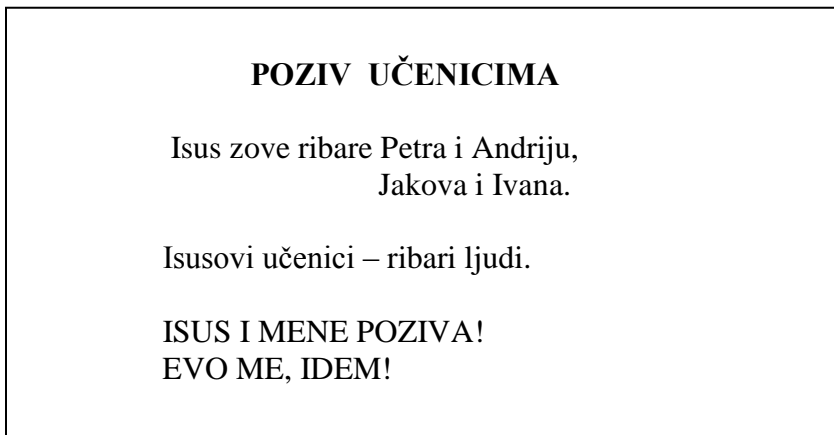 POZIV UČENICIMA
Isus zove ribare Petra i Andriju,
Jakova i Ivana.
Isusovi učenici – ribari ljudi.
ISUS I MENE POZIVA!
EVO ME, IDEM!